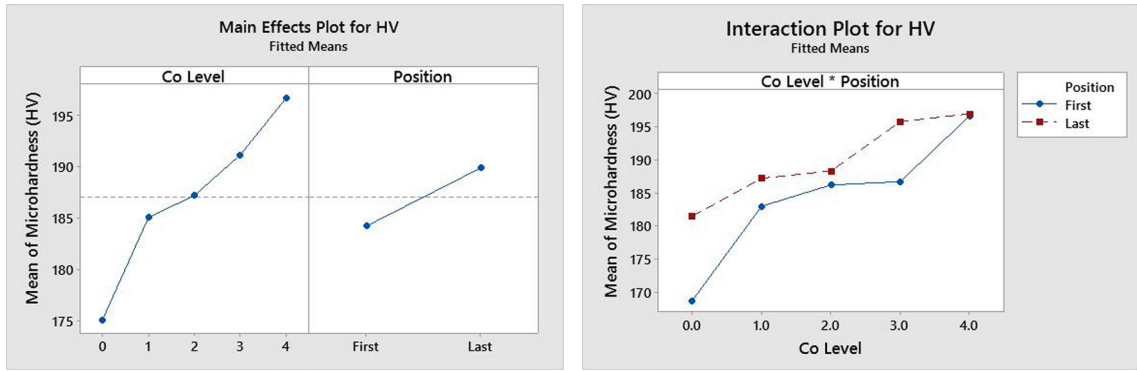 Main Effects Plot for HV
Fitted Means
Co Level
Position
Mean of Microhardness (HV)
195
190
185
180
175
0 1 2 3 4
First Last
Interaction Plot for HV
Fitted Means
Co Level * Position
Mean of Microhardness (HV)
200
195
190
185
180
175
170
0.0 1.0 2.0 3.0 4.0
Co Level
Position
First
Last